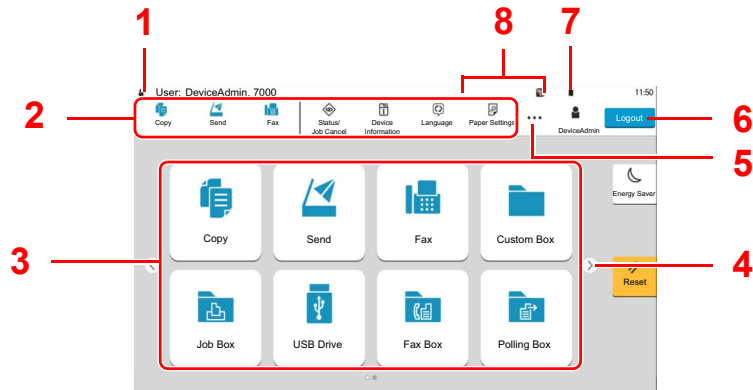 1
8
7
User: DeviceAdmin. 7000
11:50
2
Copy
Send
Fax
Status/
Job Cancel
Device
Information
Language
Paper Settings
...
DeviceAdmin
Logout
6
5
Energy Saver
3
Copy
Send
Fax
Custom Box
4
Reset
Job Box
USB Drive
Fax Box
Polling Box